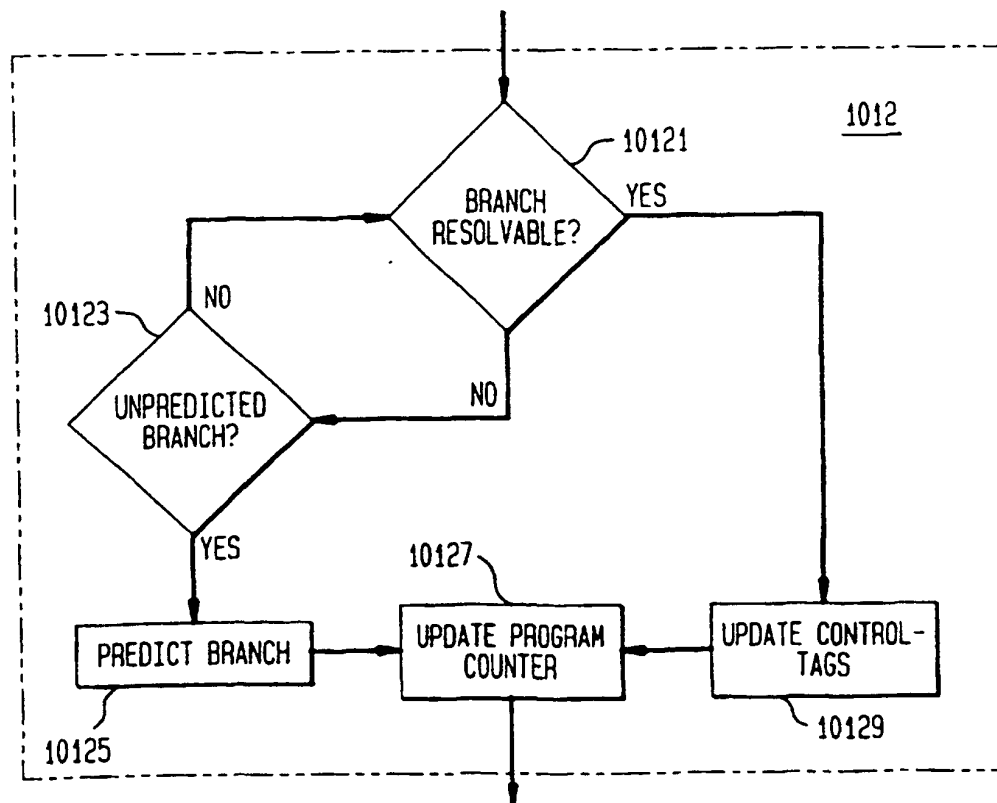 1012
10121
BRANCH
RESOLVABLE?
YES
NO
10123
NO
UNPREDICTED
BRANCH?
YES
10127
PREDICT BRANCH
UPDATE PROGRAM
COUNTER
UPDATE CONTROL-
TAGS
10125
10129